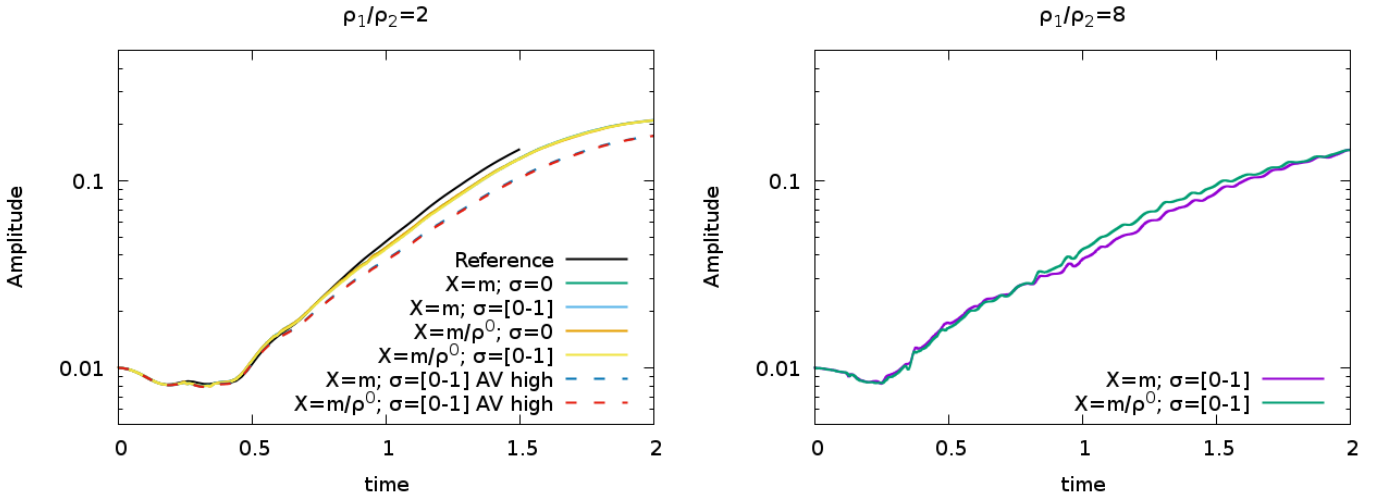 ρ₁/ρ₂=2
Amplitude
0.1
0.01
0
0.5
1
1.5
2
time
Reference
X=m; σ=0
X=m; σ=[0-1]
X=m/ρ⁰; σ=0
X=m/ρ⁰; σ=[0-1]
X=m; σ=[0-1] AV high
X=m/ρ⁰; σ=[0-1] AV high
ρ₁/ρ₂=8
Amplitude
0.1
0.01
0
0.5
1
1.5
2
time
X=m; σ=[0-1]
X=m/ρ⁰; σ=[0-1]